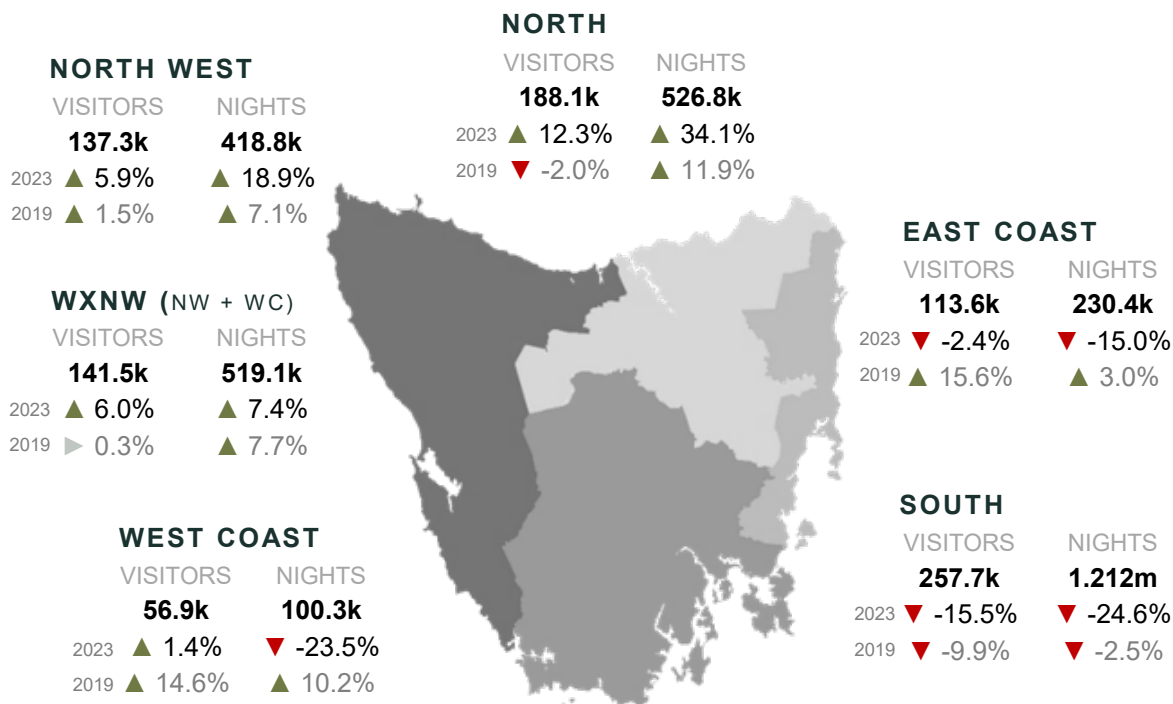 NORTH
VISITORS NIGHTS
188.1k 526.8k
2023 ▲ 12.3% ▲ 34.1%
2019 ▼ -2.0% ▲ 11.9%
NORTH WEST
VISITORS NIGHTS
137.3k 418.8k
2023 ▲ 5.9% ▲ 18.9%
2019 ▲ 1.5% ▲ 7.1%
EAST COAST
VISITORS NIGHTS
113.6k 230.4k
2023 ▼ -2.4% ▼ -15.0%
2019 ▲ 15.6% ▲ 3.0%
WXNW (NW + WC)
VISITORS NIGHTS
141.5k 519.1k
2023 ▲ 6.0% ▲ 7.4%
2019 ▶ 0.3% ▲ 7.7%
SOUTH
VISITORS NIGHTS
257.7k 1.212m
2023 ▼ -15.5% ▼ -24.6%
2019 ▼ -9.9% ▼ -2.5%
WEST COAST
VISITORS NIGHTS
56.9k 100.3k
2023 ▲ 1.4% ▼ -23.5%
2019 ▲ 14.6% ▲ 10.2%